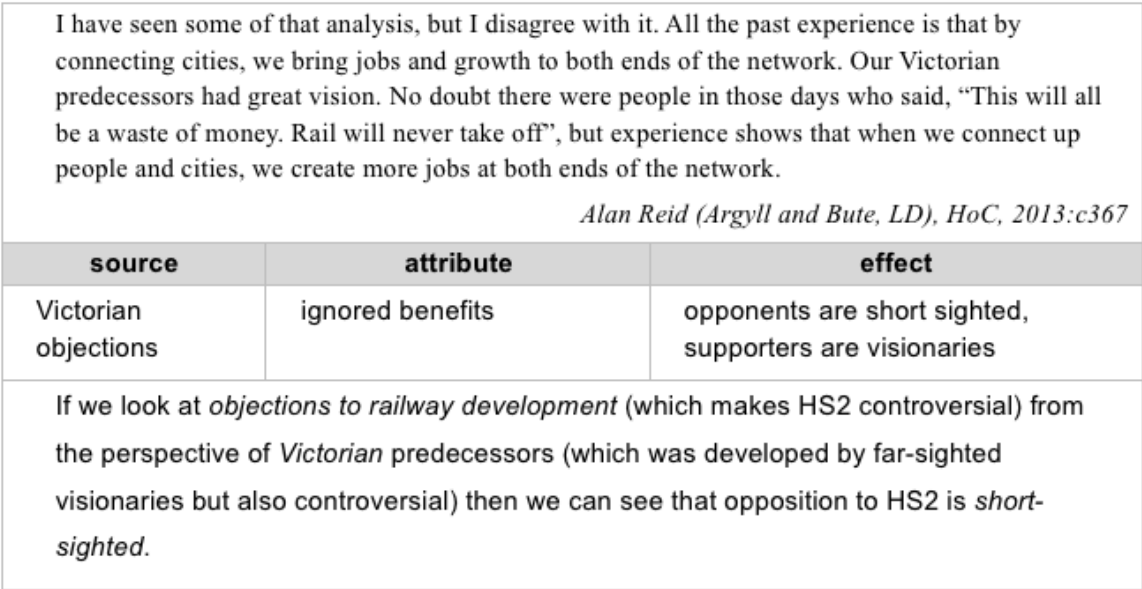 I have seen some of that analysis, but I disagree with it. All the past experience is that by
connecting cities, we bring jobs and growth to both ends of the network. Our Victorian
predecessors had great vision. No doubt there were people in those days who said, “This will all
be a waste of money. Rail will never take off”, but experience shows that when we connect up
people and cities, we create more jobs at both ends of the network.
Alan Reid (Argyll and Bute, LD), HoC, 2013:c367
source attribute effect
Victorian ignored benefits opponents are short sighted,
objections supporters are visionaries
If we look at objections to railway development (which makes HS2 controversial) from
the perspective of Victorian predecessors (which was developed by far-sighted
visionaries but also controversial) then we can see that opposition to HS2 is short-
sighted.